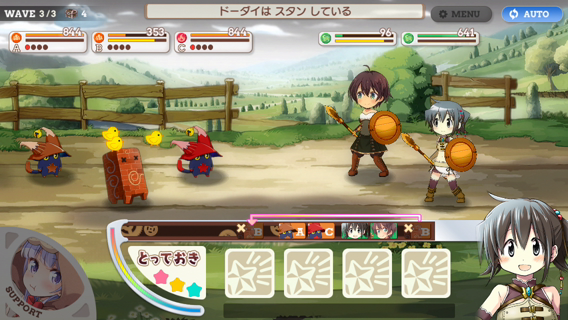 WAVE 3/3 4
ドーダイは スタン している
MENU
AUTO
844 353 844
A B C
96 641
B A C B
とっておき
SUPPORT